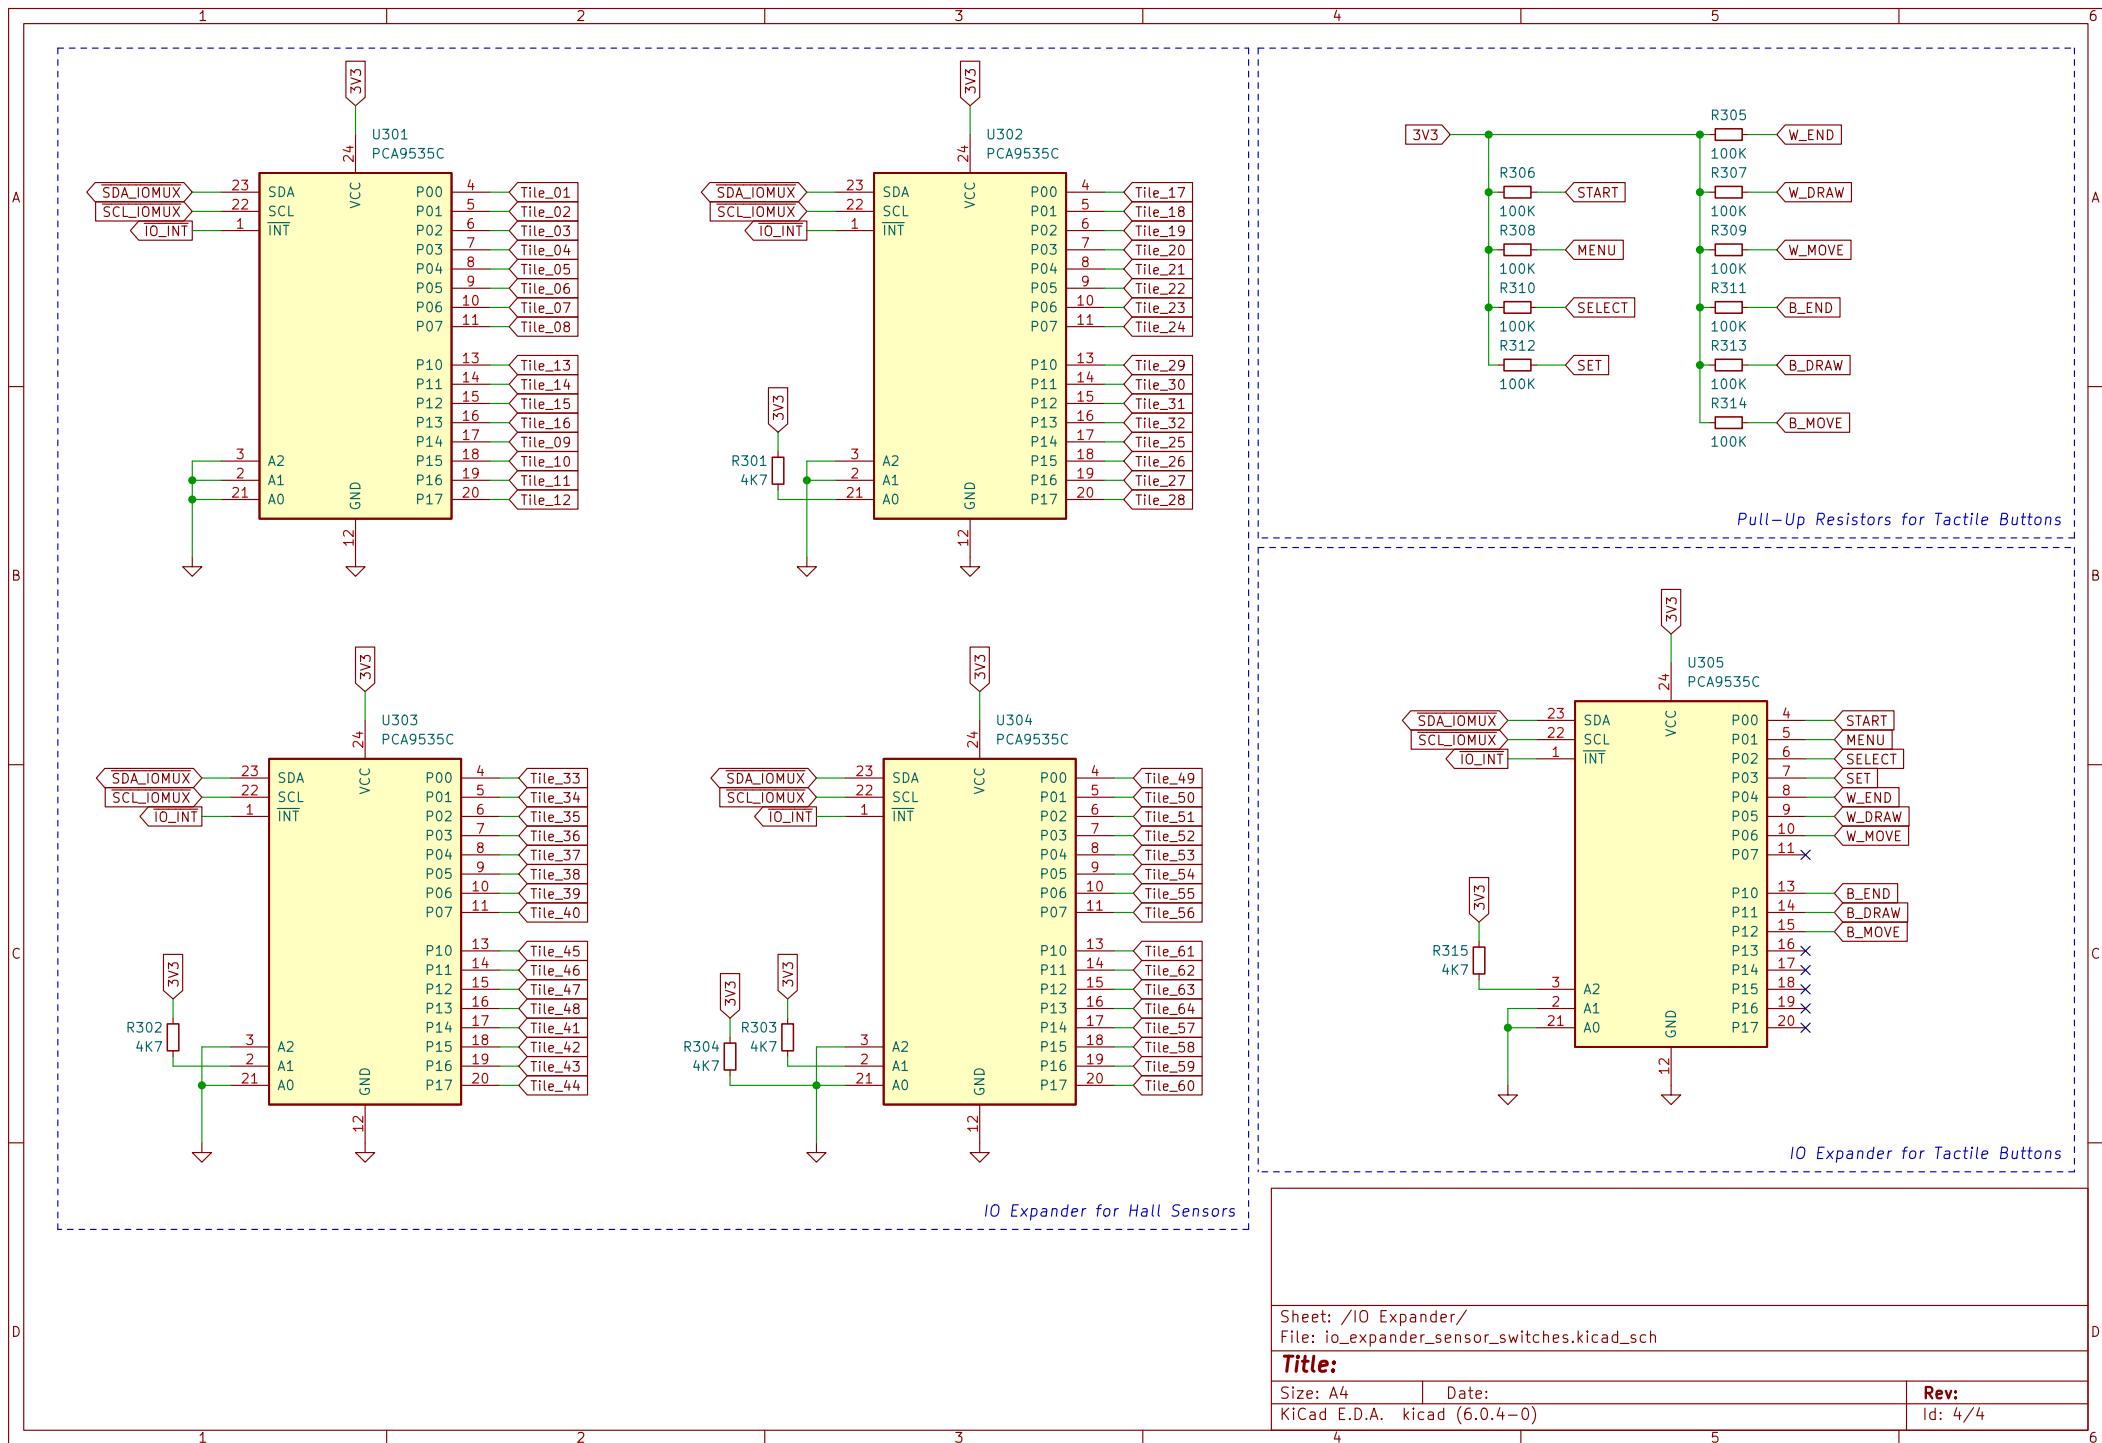 1 2 3 4 5 6
A
B
C
D
3V3
U301
PCA9535C
24
VCC
SDA_IOMUX 23 SDA
SCL_IOMUX 22 SCL
IO_INT 1 INT
P00 4 Tile_01
P01 5 Tile_02
P02 6 Tile_03
P03 7 Tile_04
P04 8 Tile_05
P05 9 Tile_06
P06 10 Tile_07
P07 11 Tile_08
P10 13 Tile_13
P11 14 Tile_14
P12 15 Tile_15
P13 16 Tile_16
P14 17 Tile_09
P15 18 Tile_10
P16 19 Tile_11
P17 20 Tile_12
3 A2
2 A1
21 A0
GND
12
3V3
U302
PCA9535C
24
VCC
SDA_IOMUX 23 SDA
SCL_IOMUX 22 SCL
IO_INT 1 INT
P00 4 Tile_17
P01 5 Tile_18
P02 6 Tile_19
P03 7 Tile_20
P04 8 Tile_21
P05 9 Tile_22
P06 10 Tile_23
P07 11 Tile_24
P10 13 Tile_29
P11 14 Tile_30
P12 15 Tile_31
P13 16 Tile_32
P14 17 Tile_25
P15 18 Tile_26
P16 19 Tile_27
P17 20 Tile_28
3V3
R301
4K7
3 A2
2 A1
21 A0
GND
12
3V3
U303
PCA9535C
24
VCC
SDA_IOMUX 23 SDA
SCL_IOMUX 22 SCL
IO_INT 1 INT
P00 4 Tile_33
P01 5 Tile_34
P02 6 Tile_35
P03 7 Tile_36
P04 8 Tile_37
P05 9 Tile_38
P06 10 Tile_39
P07 11 Tile_40
P10 13 Tile_45
P11 14 Tile_46
P12 15 Tile_47
P13 16 Tile_48
P14 17 Tile_41
P15 18 Tile_42
P16 19 Tile_43
P17 20 Tile_44
3V3
R302
4K7
3 A2
2 A1
21 A0
GND
12
3V3
U304
PCA9535C
24
VCC
SDA_IOMUX 23 SDA
SCL_IOMUX 22 SCL
IO_INT 1 INT
P00 4 Tile_49
P01 5 Tile_50
P02 6 Tile_51
P03 7 Tile_52
P04 8 Tile_53
P05 9 Tile_54
P06 10 Tile_55
P07 11 Tile_56
P10 13 Tile_61
P11 14 Tile_62
P12 15 Tile_63
P13 16 Tile_64
P14 17 Tile_57
P15 18 Tile_58
P16 19 Tile_59
P17 20 Tile_60
3V3
3V3
R303
4K7
R304
4K7
3 A2
2 A1
21 A0
GND
12
IO Expander for Hall Sensors
3V3
R305
100K
W_END
R306
100K
START
R307
100K
W_DRAW
R308
100K
MENU
R309
100K
W_MOVE
R310
100K
SELECT
R311
100K
B_END
R312
100K
SET
R313
100K
B_DRAW
R314
100K
B_MOVE
Pull-Up Resistors for Tactile Buttons
3V3
U305
PCA9535C
24
VCC
SDA_IOMUX 23 SDA
SCL_IOMUX 22 SCL
IO_INT 1 INT
P00 4 START
P01 5 MENU
P02 6 SELECT
P03 7 SET
P04 8 W_END
P05 9 W_DRAW
P06 10 W_MOVE
P07 11
P10 13 B_END
P11 14 B_DRAW
P12 15 B_MOVE
P13 16
P14 17
P15 18
P16 19
P17 20
3V3
R315
4K7
3 A2
2 A1
21 A0
GND
12
IO Expander for Tactile Buttons
Sheet: /IO Expander/
File: io_expander_sensor_switches.kicad_sch
Title:
Size: A4 Date: Rev:
KiCad E.D.A. kicad (6.0.4-0) Id: 4/4
A
B
C
D
1 2 3 4 5 6